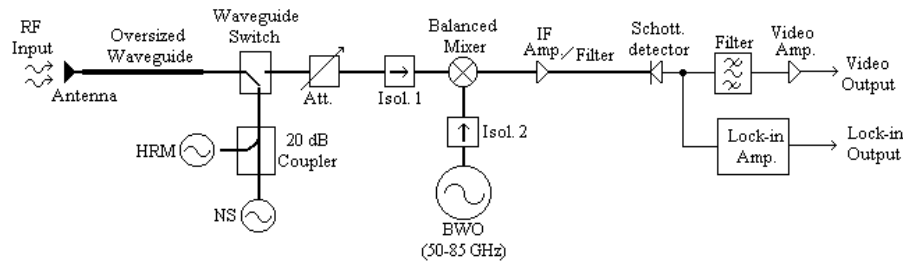 RF
Input
Antenna
Oversized
Waveguide
Waveguide
Switch
Att.
Isol. 1
Balanced
Mixer
IF
Amp./Filter
Schott.
detector
Filter
Video
Amp.
Video
Output
HRM
20 dB
Coupler
NS
Isol. 2
BWO
(50-85 GHz)
Lock-in
Amp.
Lock-in
Output